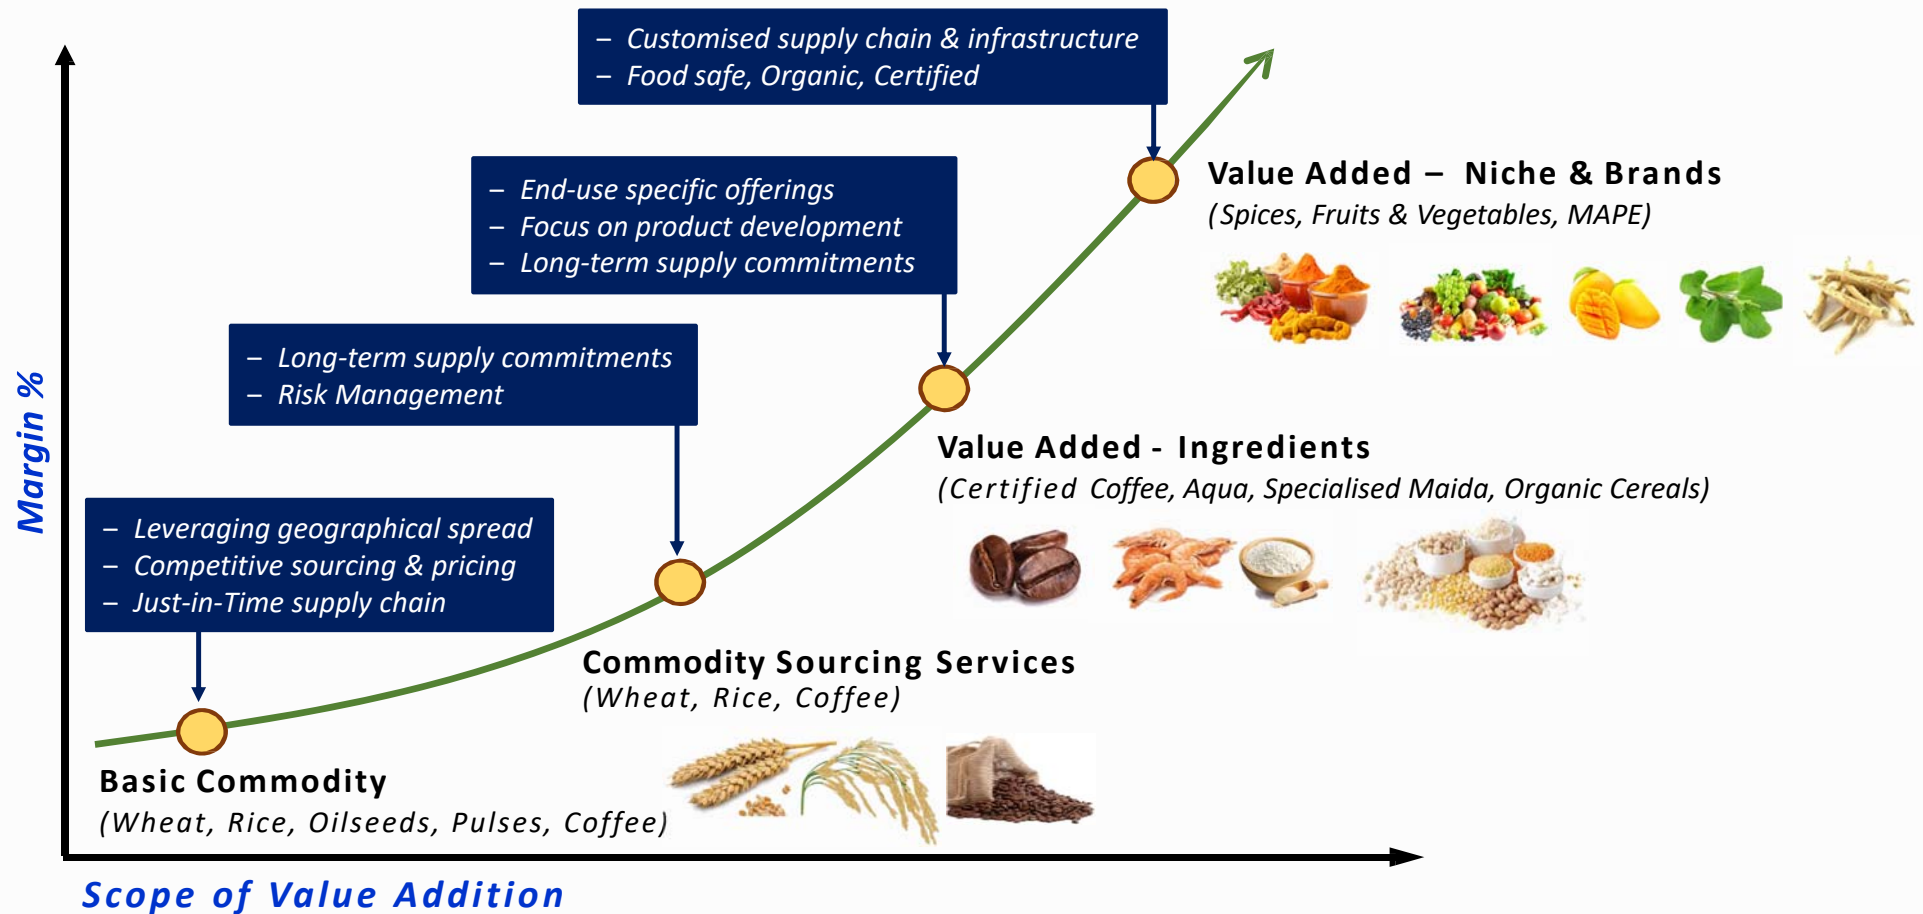 – Customised supply chain & infrastructure
– Food safe, Organic, Certified
– End-use specific offerings
– Focus on product development
– Long-term supply commitments
Value Added – Niche & Brands
(Spices, Fruits & Vegetables, MAPE)
– Long-term supply commitments
– Risk Management
Value Added - Ingredients
(Certified Coffee, Aqua, Specialised Maida, Organic Cereals)
Margin %
– Leveraging geographical spread
– Competitive sourcing & pricing
– Just-in-Time supply chain
Commodity Sourcing Services
(Wheat, Rice, Coffee)
Basic Commodity
(Wheat, Rice, Oilseeds, Pulses, Coffee)
Scope of Value Addition